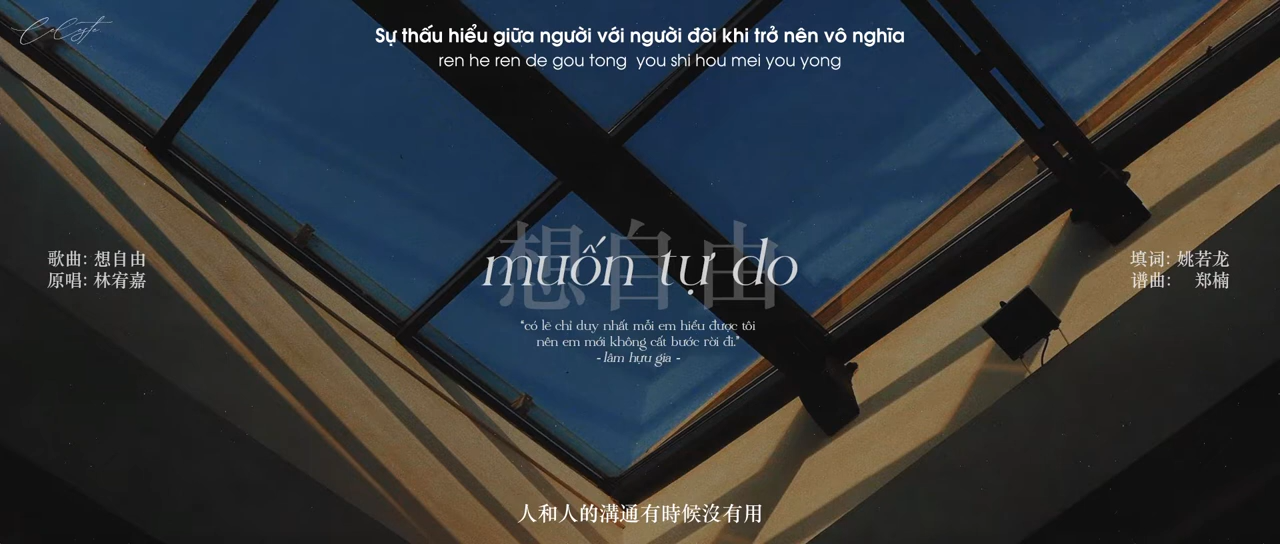 CeCyte
Sự thấu hiểu giữa người với người đôi khi trở nên vô nghĩa
ren he ren de gou tong you shi hou mei you yong
想自由
muốn tự do
歌曲: 想自由
原唱: 林宥嘉
填词: 姚若龙
谱曲: 郑楠
"có lẽ chỉ duy nhất mỗi em hiểu được tôi
nên em mới không cất bước rời đi."
- lâm hựu gia -
人和人的溝通有時候沒有用